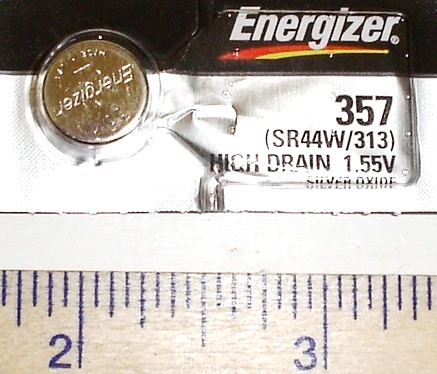 Energizer
Energizer®
357
(SR44W/313)
HIGH DRAIN 1.55V
SILVER OXIDE
2 3